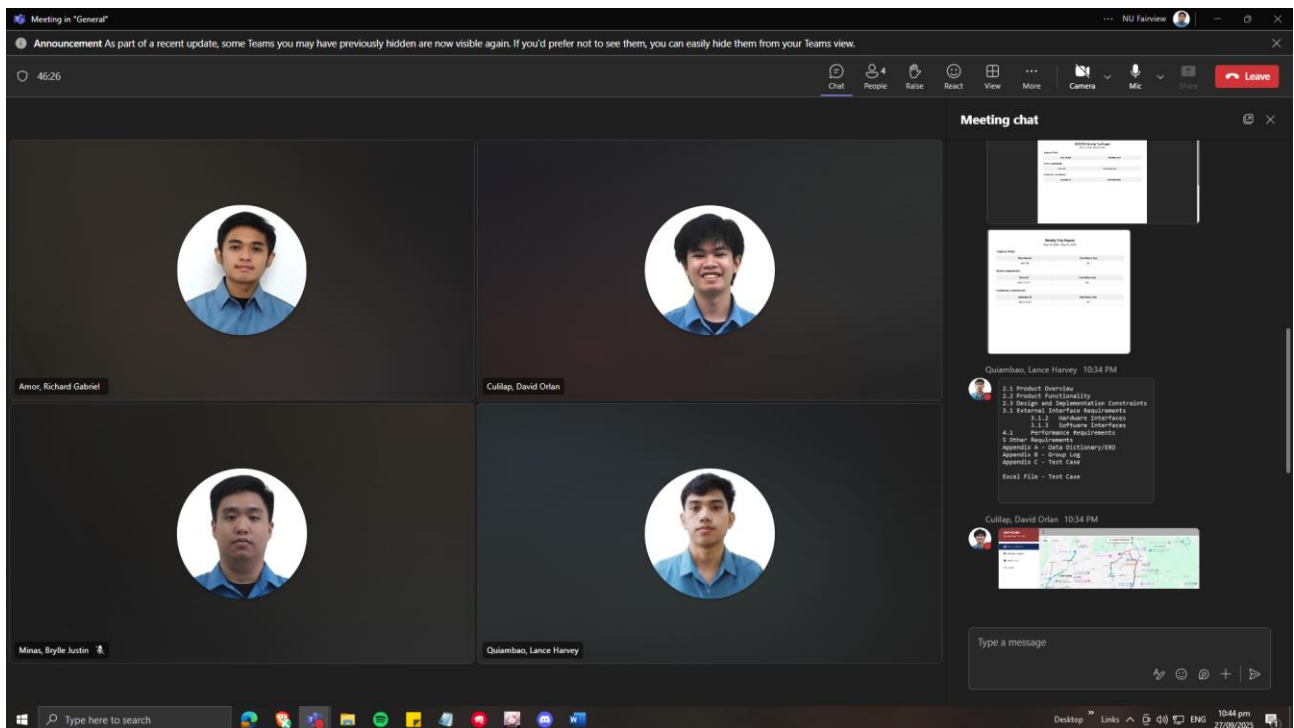 Meeting in "General"
NU Fairview
Announcement As part of a recent update, some Teams you may have previously hidden are now visible again. If you'd prefer not to see them, you can easily hide them from your Teams view.
46:26
Chat
4
People
Raise
React
View
More
Camera
Mic
Share
Leave
Meeting chat
Weekly Trip Report
Quiambao, Lance Harvey 10:34 PM
2.1 Product Overview
2.2 Product Functionality
2.3 Design and Implementation Constraints
3.1 External Interface Requirements
3.1.2 Hardware Interfaces
3.1.3 Software Interfaces
4.1 Performance Requirements
5 Other Requirements
Appendix A - Data Dictionary/ERD
Appendix B - Group Log
Appendix C - Test Case
Excel File - Test Case
Culilap, David Orlan 10:34 PM
Amor, Richard Gabriel
Culilap, David Orlan
Minas, Brylle Justin
Quiambao, Lance Harvey
Type a message
Type here to search
Desktop
Links
ENG
10:44 pm
27/09/2025